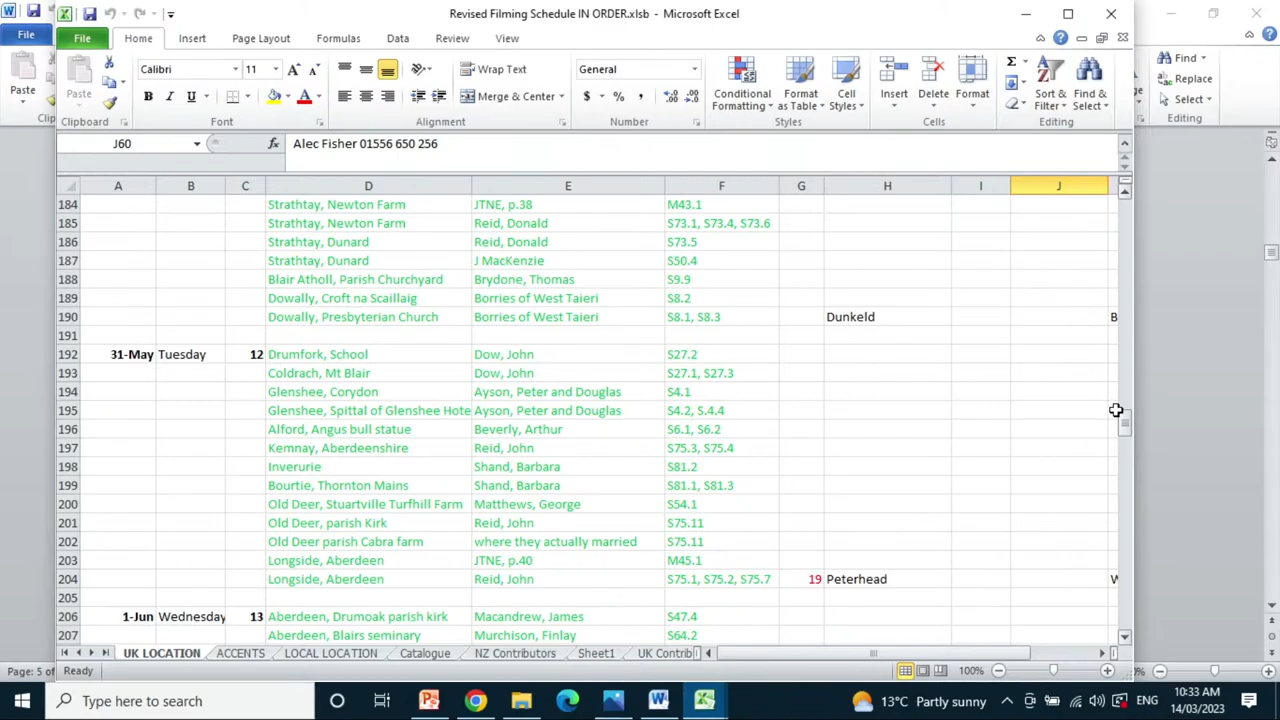 Revised Filming Schedule IN ORDER.xlsb - Microsoft Excel
File
File Home Insert Page Layout Formulas Data Review View
Paste
Paste
Calibri 11
B I U
A
Wrap Text
Merge & Center
General
$ % ,
Conditional Formatting
Format as Table
Cell Styles
Insert
Delete
Format
Σ
Sort & Filter
Find & Select
Find
Replace
Select
Clipboard Font Alignment Number Styles Cells Editing
Editing
J60 fx Alec Fisher 01556 650 256
A B C D E F G H I J
184 Strathtay, Newton Farm JTNE, p.38 M43.1
185 Strathtay, Newton Farm Reid, Donald S73.1, S73.4, S73.6
186 Strathtay, Dunard Reid, Donald S73.5
187 Strathtay, Dunard J MacKenzie S50.4
188 Blair Atholl, Parish Churchyard Brydone, Thomas S9.9
189 Dowally, Croft na Scaillaig Borries of West Taieri S8.2
190 Dowally, Presbyterian Church Borries of West Taieri S8.1, S8.3 Dunkeld B
191
192 31-May Tuesday 12 Drumfork, School Dow, John S27.2
193 Coldrach, Mt Blair Dow, John S27.1, S27.3
194 Glenshee, Corydon Ayson, Peter and Douglas S4.1
195 Glenshee, Spittal of Glenshee Hote Ayson, Peter and Douglas S4.2, S.4.4
196 Alford, Angus bull statue Beverly, Arthur S6.1, S6.2
197 Kemnay, Aberdeenshire Reid, John S75.3, S75.4
198 Inverurie Shand, Barbara S81.2
199 Bourtie, Thornton Mains Shand, Barbara S81.1, S81.3
200 Old Deer, Stuartville Turfhill Farm Matthews, George S54.1
201 Old Deer, parish Kirk Reid, John S75.11
202 Old Deer parish Cabra farm where they actually married S75.11
203 Longside, Aberdeen JTNE, p.40 M45.1
204 Longside, Aberdeen Reid, John S75.1, S75.2, S75.7 19 Peterhead W
205
206 1-Jun Wednesday 13 Aberdeen, Drumoak parish kirk Macandrew, James S47.4
207 Aberdeen, Blairs seminary Murchison, Finlay S64.2
UK LOCATION ACCENTS LOCAL LOCATION Catalogue NZ Contributors Sheet1 UK Contrib
Page: 5 of Ready 100%
Type here to search
13°C Partly sunny ENG 10:33 AM
14/03/2023